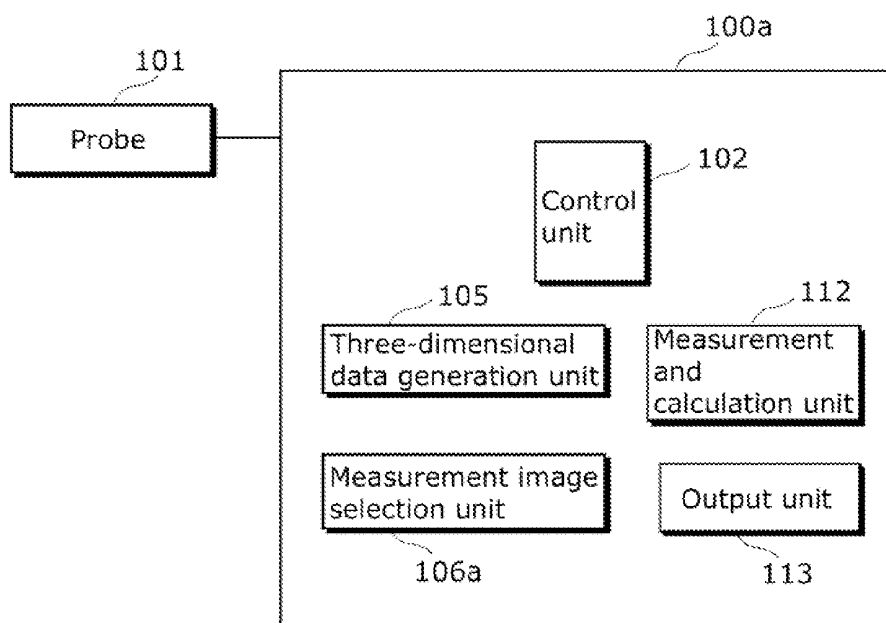 100a
101
Probe
102
Control
unit
105
Three-dimensional
data generation unit
112
Measurement
and
calculation unit
Measurement image
selection unit
106a
Output unit
113